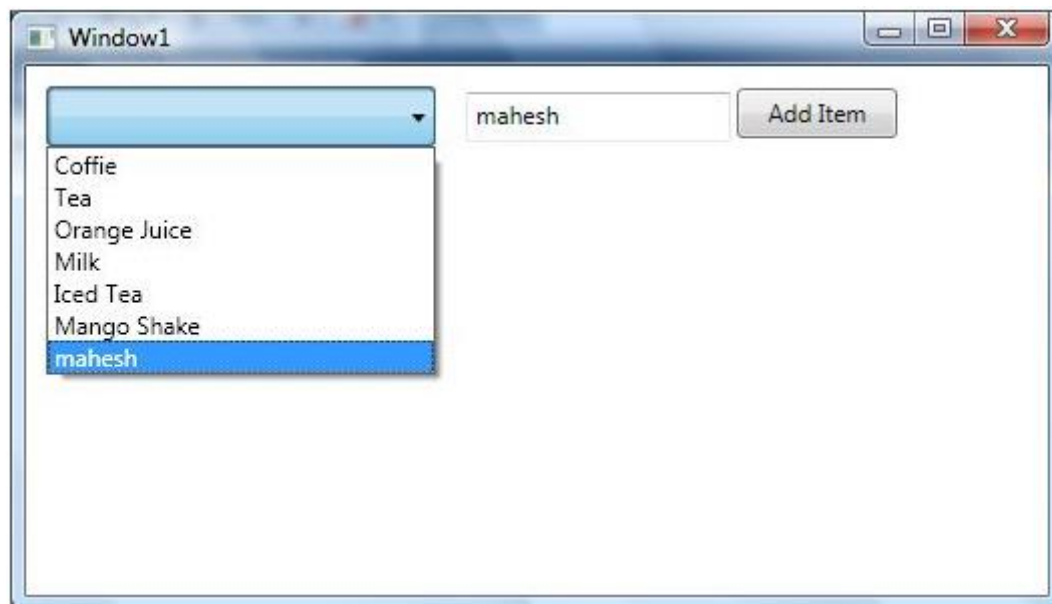 Window1
mahesh
Add Item
Coffie
Tea
Orange Juice
Milk
Iced Tea
Mango Shake
mahesh